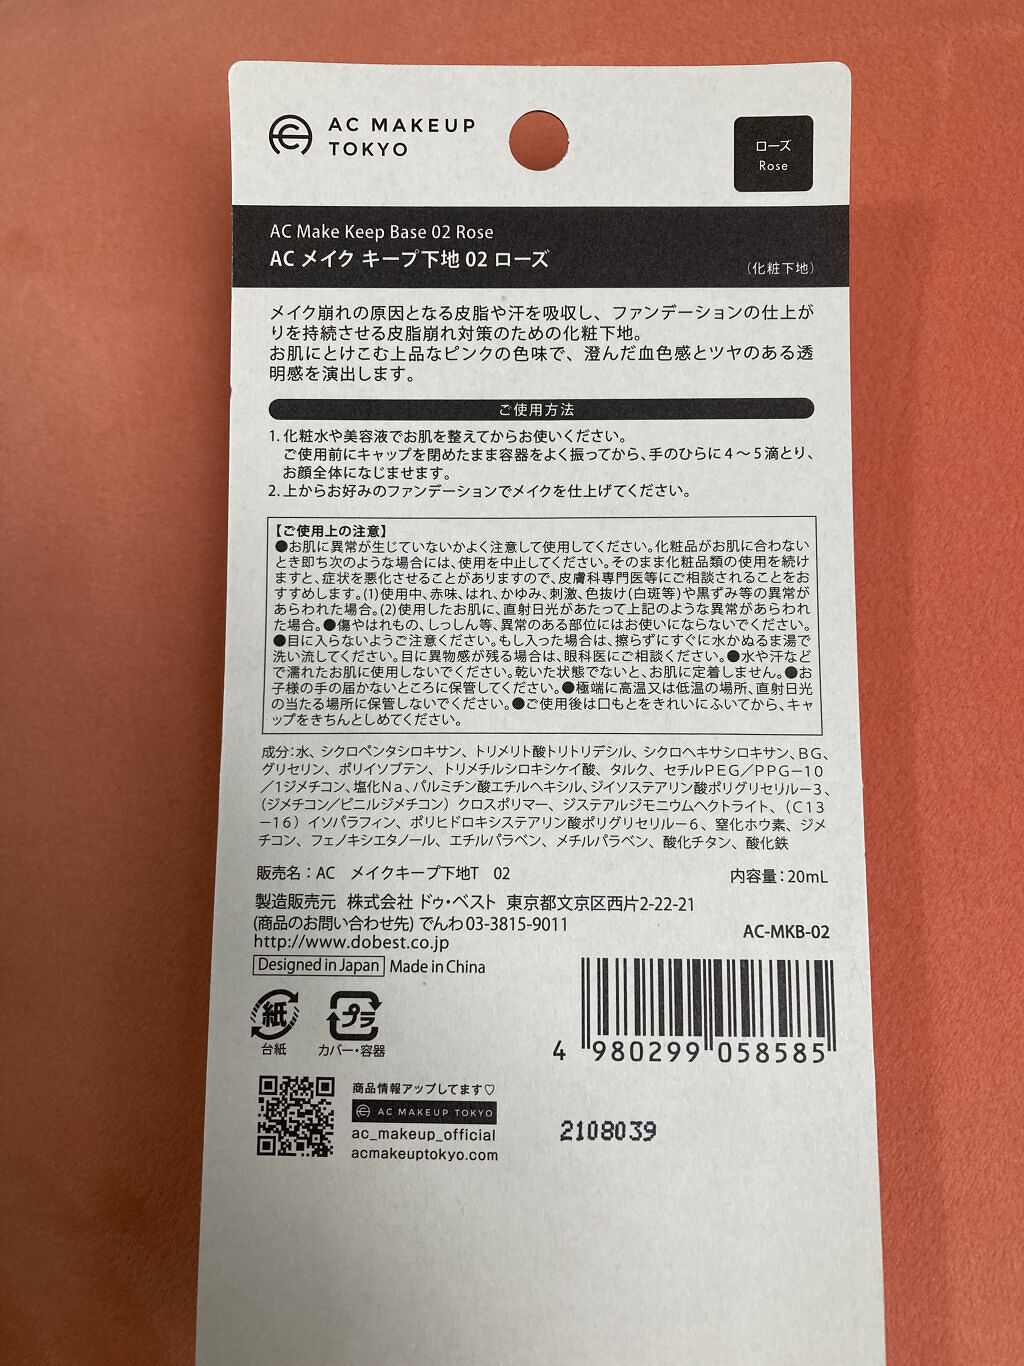 AC MAKEUP
TOKYO
ローズ
Rose
AC Make Keep Base 02 Rose
AC メイク キープ下地 02 ローズ
(化粧下地)
メイク崩れの原因となる皮脂や汗を吸収し、ファンデーションの仕上が
りを持続させる皮脂崩れ対策のための化粧下地。
お肌にとけこむ上品なピンクの色味で、澄んだ血色感とツヤのある透
明感を演出します。
ご使用方法
1. 化粧水や美容液でお肌を整えてからお使いください。
ご使用前にキャップを閉めたまま容器をよく振ってから、手のひらに4～5滴とり、
お顔全体になじませます。
2. 上からお好みのファンデーションでメイクを仕上げてください。
【ご使用上の注意】
●お肌に異常が生じていないかよく注意して使用してください。化粧品がお肌に合わない
とき即ち次のような場合には、使用を中止してください。そのまま化粧品類の使用を続け
ますと、症状を悪化させることがありますので、皮膚科専門医等にご相談されることをお
すすめします。(1)使用中、赤味、はれ、かゆみ、刺激、色抜け(白斑等)や黒ずみ等の異常が
あらわれた場合。(2)使用したお肌に、直射日光があたって上記のような異常があらわれ
た場合。●傷やはれもの、しっしん等、異常のある部位にはお使いにならないでください。
●目に入らないようご注意ください。もし入った場合は、擦らずにすぐに水かぬるま湯で
洗い流してください。目に異物感が残る場合は、眼科医にご相談ください。●水や汗など
で濡れたお肌に使用しないでください。乾いた状態でないと、お肌に定着しません。●お
子様の手の届かないところに保管してください。●極端に高温又は低温の場所、直射日光
の当たる場所に保管しないでください。●ご使用後は口もとをきれいにふいてから、キャ
ップをきちんとしめてください。
成分：水、シクロペンタシロキサン、トリメリト酸トリトリデシル、シクロヘキサシロキサン、BG、
グリセリン、ポリイソブテン、トリメチルシロキシケイ酸、タルク、セチルPEG／PPG－10
／1ジメチコン、塩化Na、パルミチン酸エチルヘキシル、ジイソステアリン酸ポリグリセリル－3、
（ジメチコン／ビニルジメチコン）クロスポリマー、ジステアルジモニウムヘクトライト、（C13
－16）イソパラフィン、ポリヒドロキシステアリン酸ポリグリセリル－6、窒化ホウ素、ジメ
チコン、フェノキシエタノール、エチルパラベン、メチルパラベン、酸化チタン、酸化鉄
販売名：AC メイクキープ下地T 02
内容量：20mL
製造販売元 株式会社 ドゥ・ベスト 東京都文京区西片2-22-21
(商品のお問い合わせ先) でんわ03-3815-9011
http://www.dobest.co.jp
AC-MKB-02
Designed in Japan Made in China
紙
台紙
プラ
カバー・容器
4 980299 058585
商品情報アップしてます♡
AC MAKEUP TOKYO
ac_makeup_official
acmakeuptokyo.com
2108039